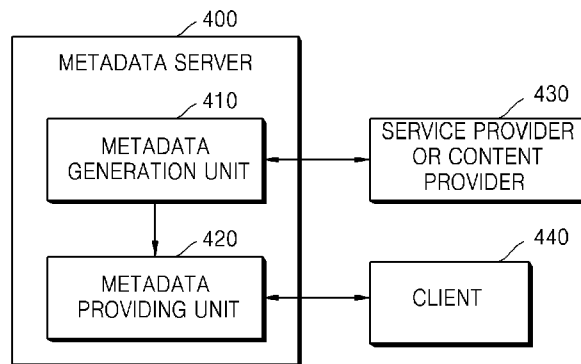 400
METADATA SERVER
410
METADATA
GENERATION UNIT
430
SERVICE PROVIDER
OR CONTENT
PROVIDER
420
METADATA
PROVIDING UNIT
440
CLIENT